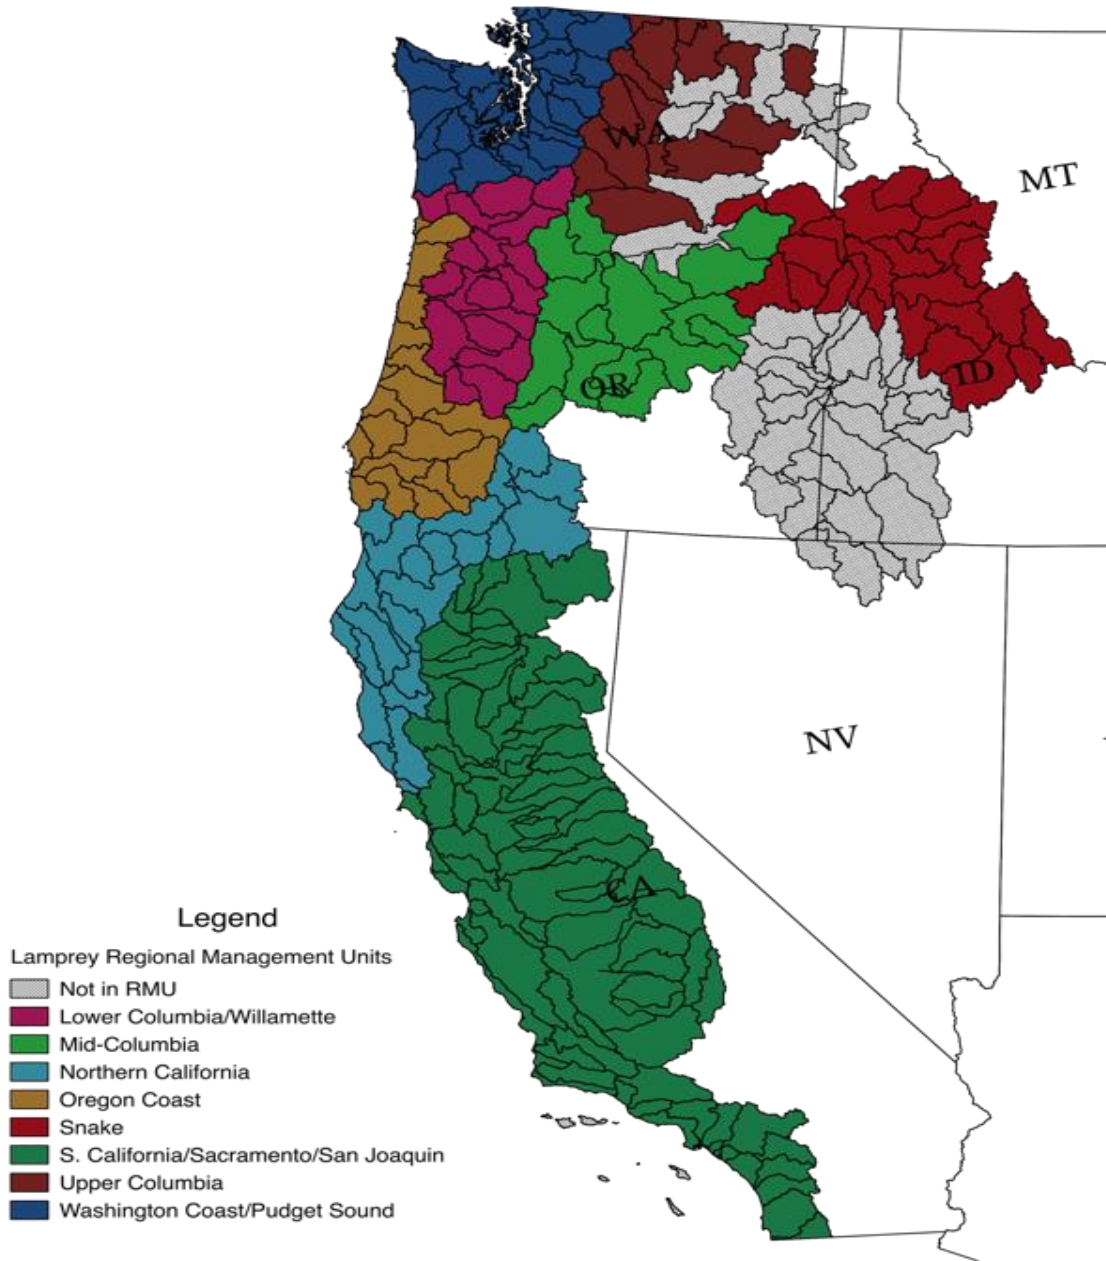 WA
MT
OR
ID
NV
CA
Legend
Lamprey Regional Management Units
Not in RMU
Lower Columbia/Willamette
Mid-Columbia
Northern California
Oregon Coast
Snake
S. California/Sacramento/San Joaquin
Upper Columbia
Washington Coast/Pudget Sound